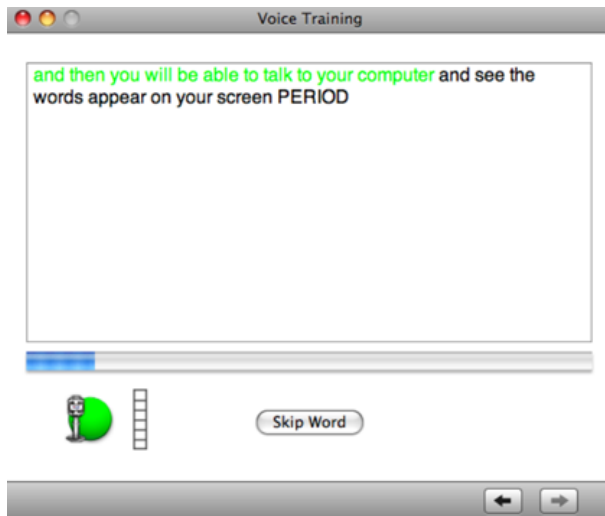 Voice Training
and then you will be able to talk to your computer and see the
words appear on your screen PERIOD
Skip Word